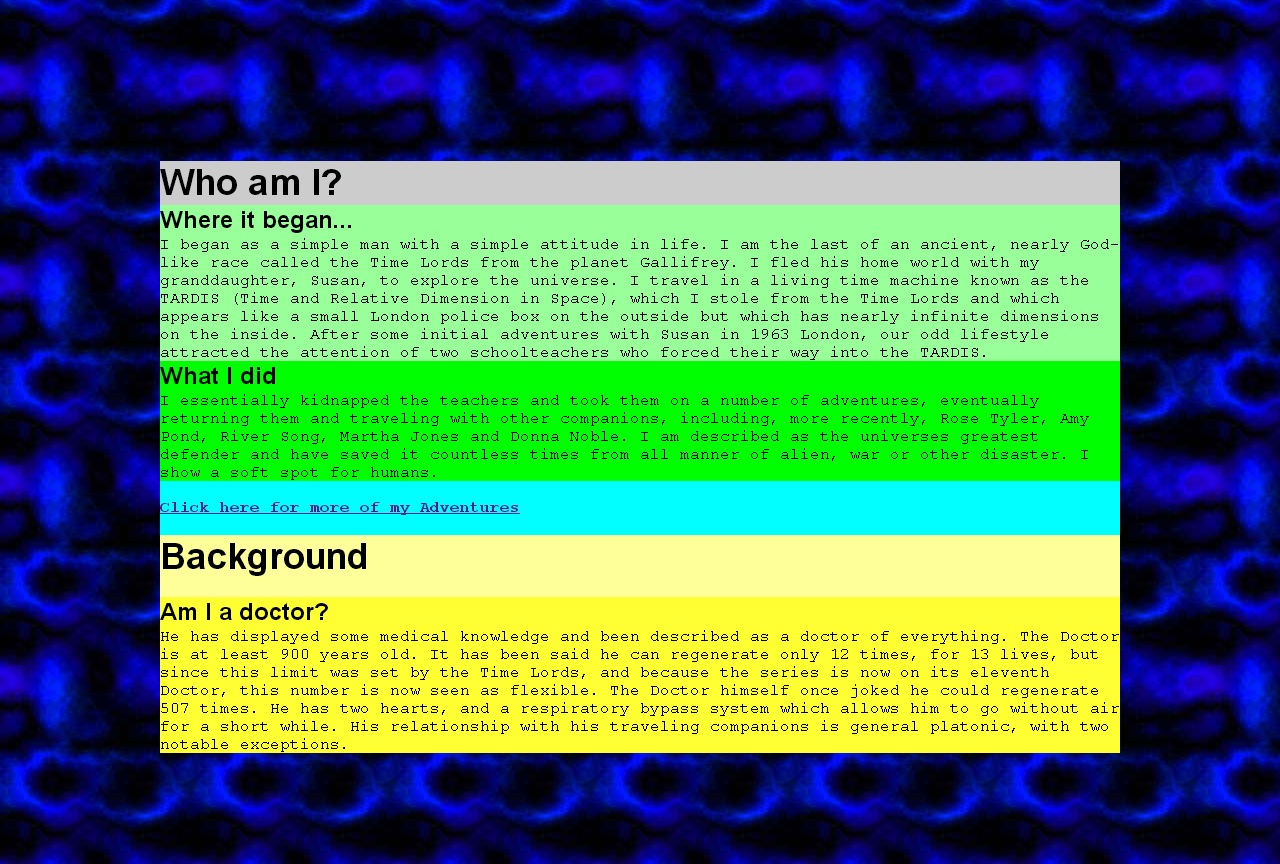 Who am I?
Where it began...
I began as a simple man with a simple attitude in life. I am the last of an ancient, nearly God-
like race called the Time Lords from the planet Gallifrey. I fled his home world with my
granddaughter, Susan, to explore the universe. I travel in a living time machine known as the
TARDIS (Time and Relative Dimension in Space), which I stole from the Time Lords and which
appears like a small London police box on the outside but which has nearly infinite dimensions
on the inside. After some initial adventures with Susan in 1963 London, our odd lifestyle
attracted the attention of two schoolteachers who forced their way into the TARDIS.
What I did
I essentially kidnapped the teachers and took them on a number of adventures, eventually
returning them and traveling with other companions, including, more recently, Rose Tyler, Amy
Pond, River Song, Martha Jones and Donna Noble. I am described as the universes greatest
defender and have saved it countless times from all manner of alien, war or other disaster. I
show a soft spot for humans.
Click here for more of my Adventures
Background
Am I a doctor?
He has displayed some medical knowledge and been described as a doctor of everything. The Doctor
is at least 900 years old. It has been said he can regenerate only 12 times, for 13 lives, but
since this limit was set by the Time Lords, and because the series is now on its eleventh
Doctor, this number is now seen as flexible. The Doctor himself once joked he could regenerate
507 times. He has two hearts, and a respiratory bypass system which allows him to go without air
for a short while. His relationship with his traveling companions is general platonic, with two
notable exceptions.